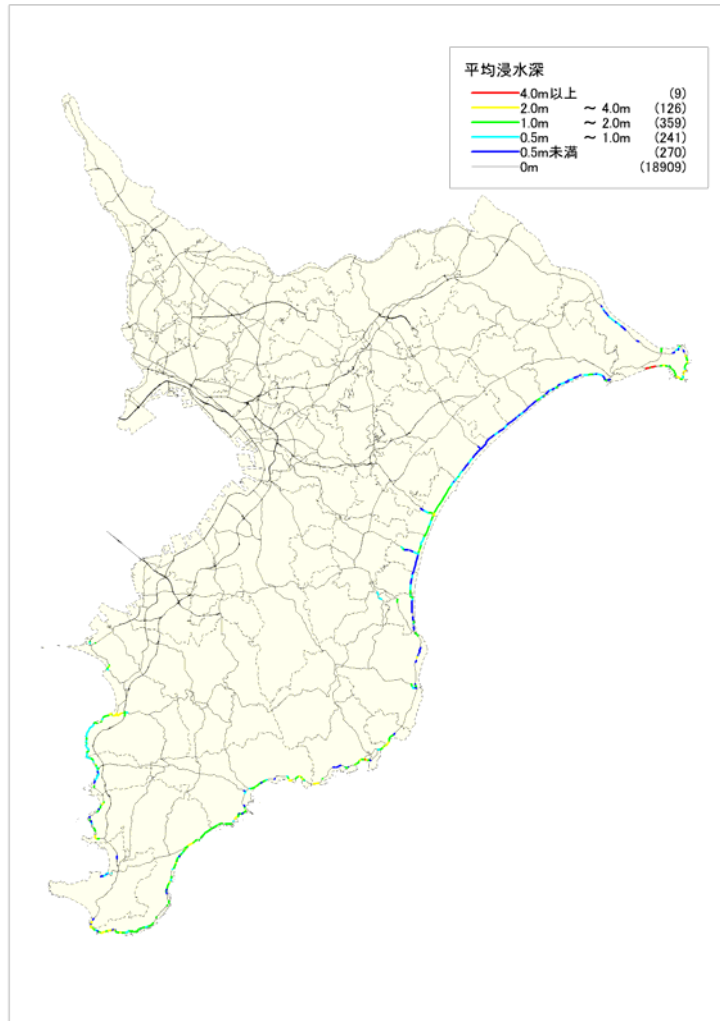 平均浸水深
4.0m以上 (9)
2.0m ～ 4.0m (126)
1.0m ～ 2.0m (359)
0.5m ～ 1.0m (241)
0.5m未満 (270)
0m (18909)